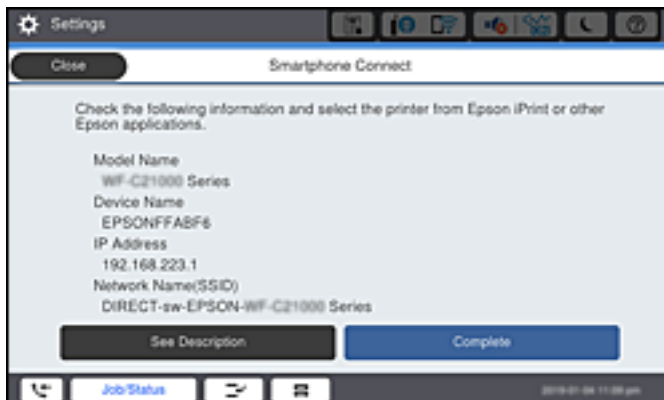 Settings
Close
Smartphone Connect
Check the following information and select the printer from Epson iPrint or other
Epson applications.
Model Name
WF-C21000 Series
Device Name
EPSONFFABF6
IP Address
192.168.223.1
Network Name(SSID)
DIRECT-sw-EPSON-WF-C21000 Series
See Description
Complete
Job/Status